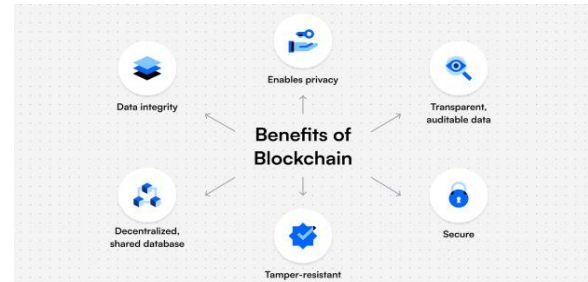 Enables privacy
Data integrity
Transparent,
auditable data
Benefits of
Blockchain
Decentralized,
shared database
Secure
Tamper-resistant